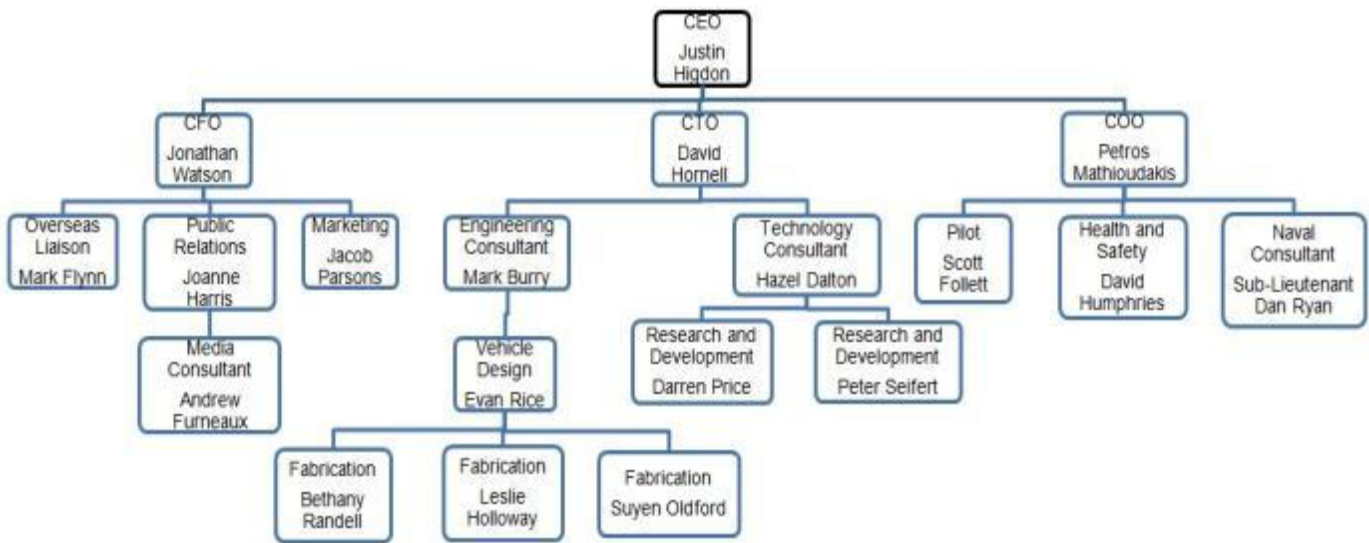 CEO
Justin
Higdon
CFO
Jonathan
Watson
CTO
David
Hornell
COO
Petros
Mathioudakis
Overseas
Liaison
Mark Flynn
Public
Relations
Joanne
Harris
Marketing
Jacob
Parsons
Engineering
Consultant
Mark Burry
Technology
Consultant
Hazel Dalton
Pilot
Scott
Follett
Health and
Safety
David
Humphries
Naval
Consultant
Sub-Lieutenant
Dan Ryan
Media
Consultant
Andrew
Furneaux
Vehicle
Design
Evan Rice
Research and
Development
Darren Price
Research and
Development
Peter Seifert
Fabrication
Bethany
Randell
Fabrication
Leslie
Holloway
Fabrication
Suyen Oldford